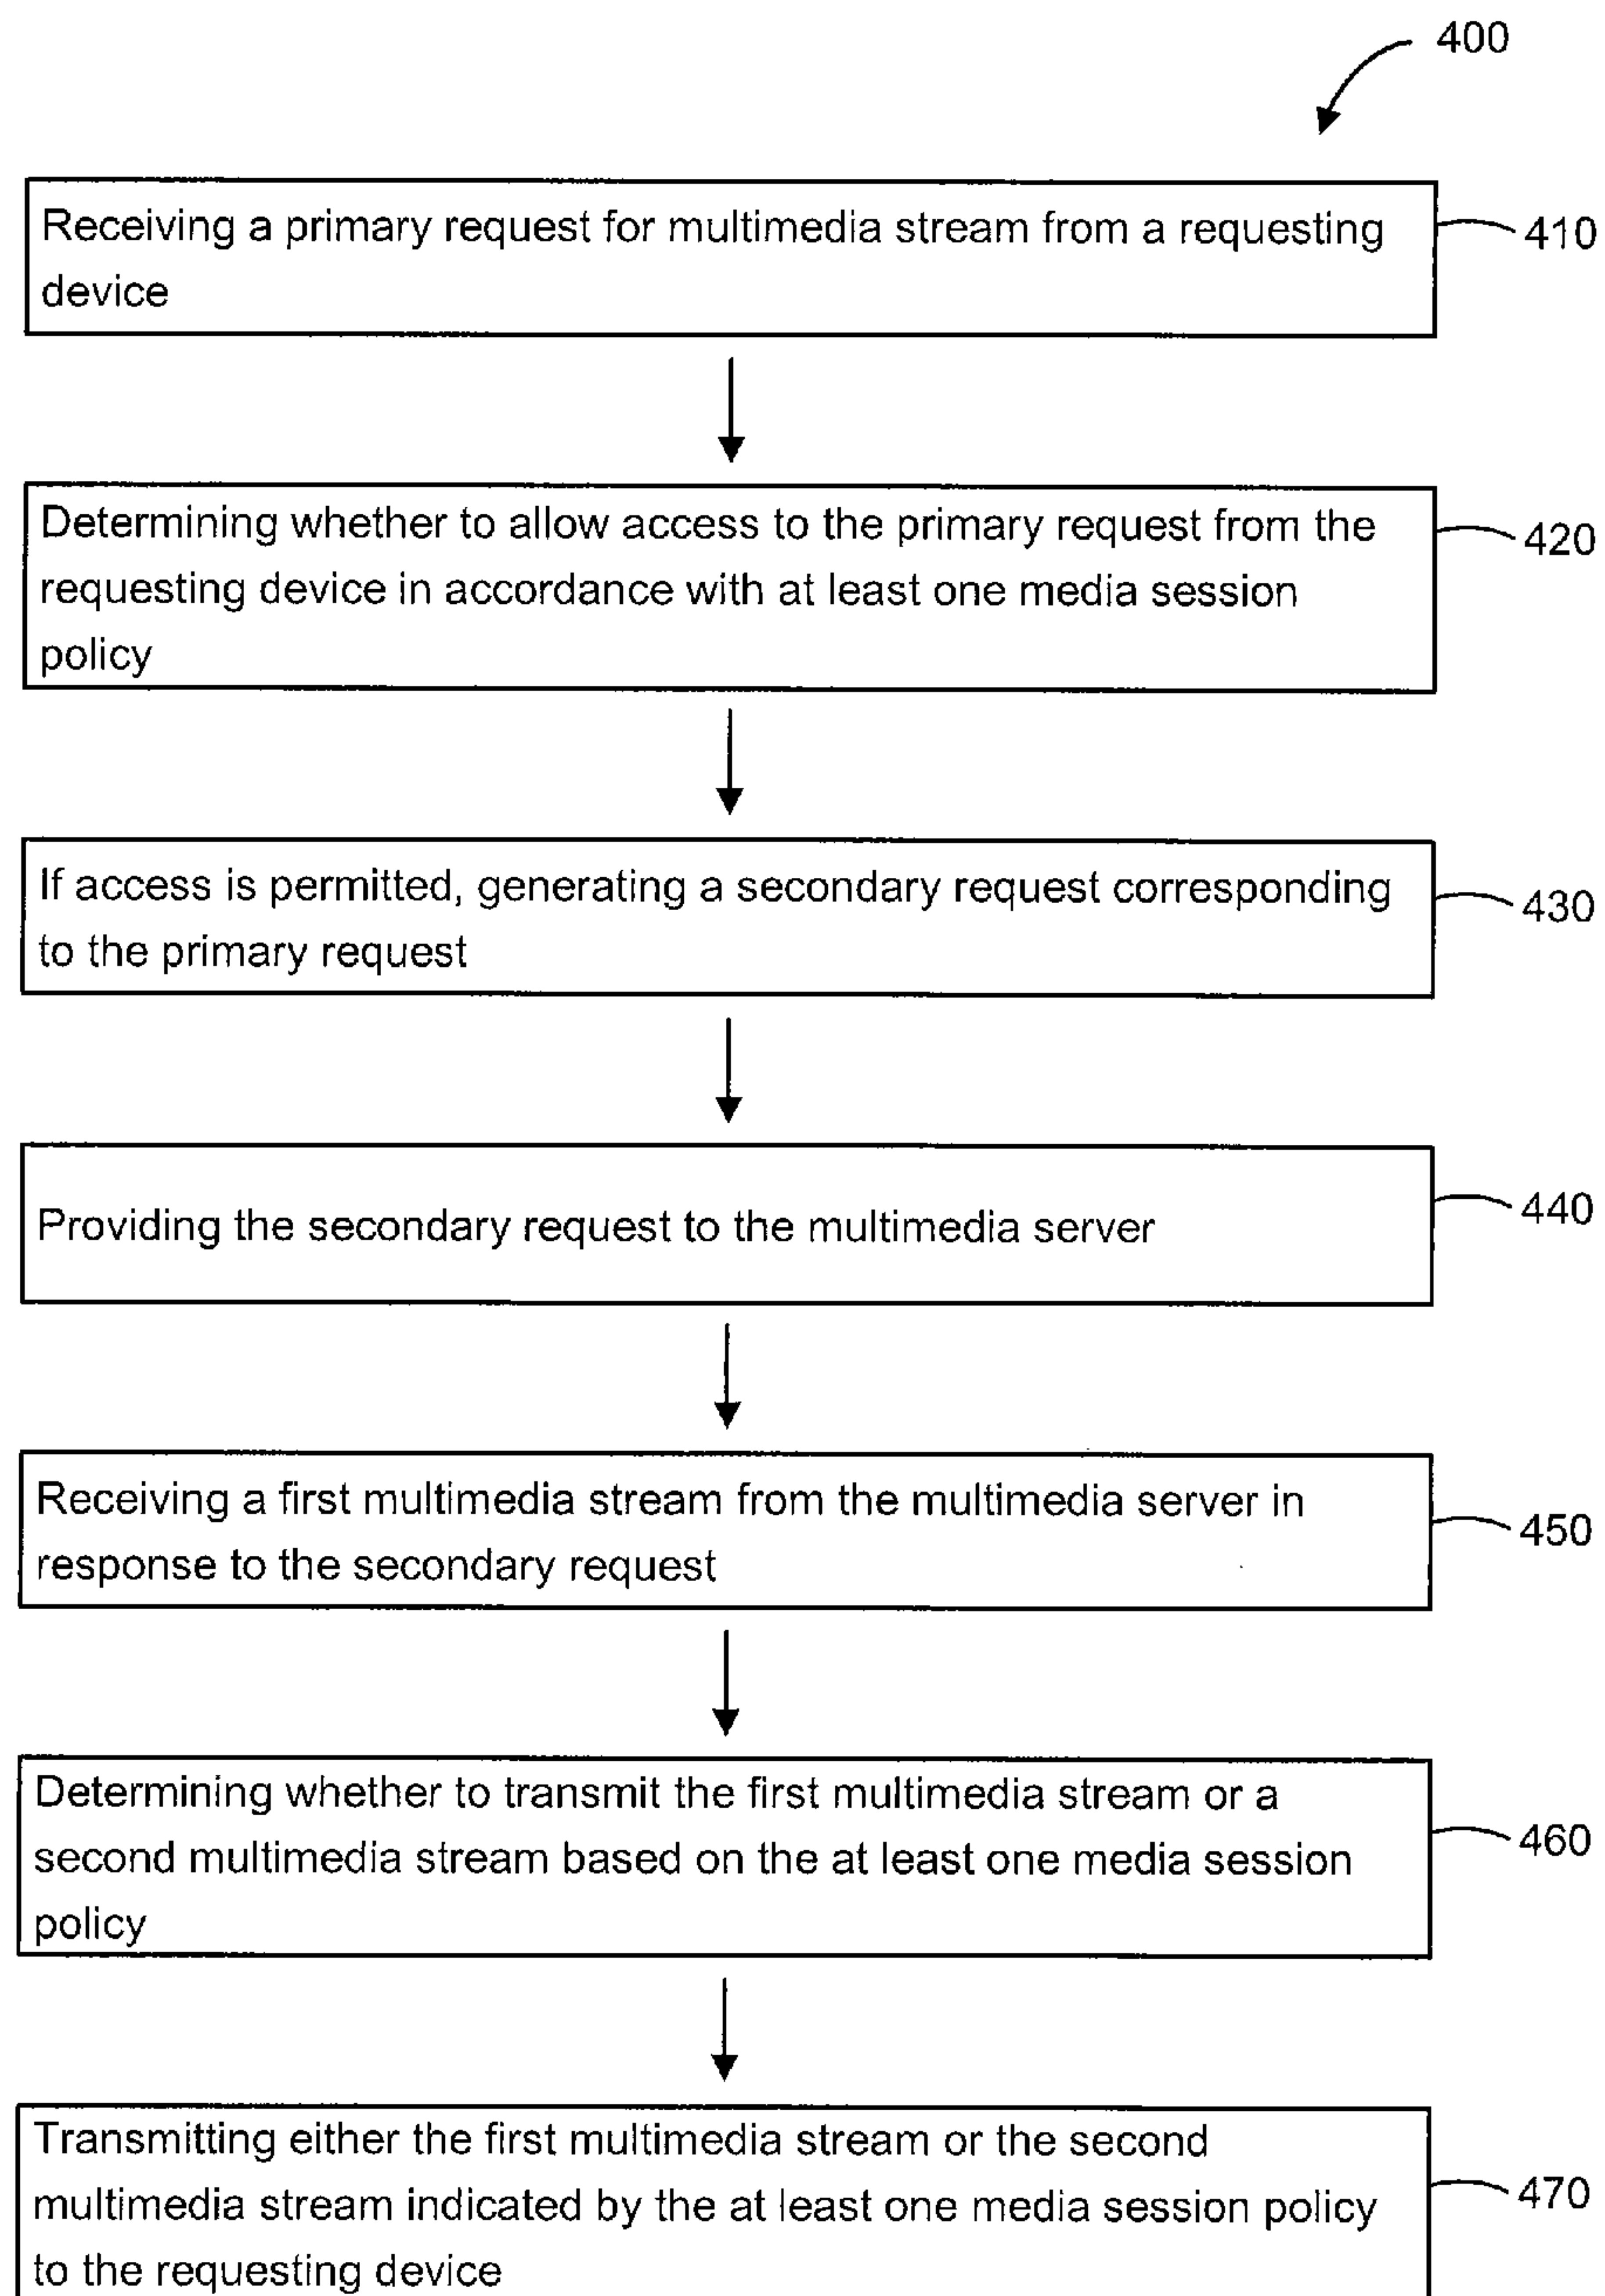 400
Receiving a primary request for multimedia stream from a requesting
device
410
Determining whether to allow access to the primary request from the
requesting device in accordance with at least one media session
policy
420
If access is permitted, generating a secondary request corresponding
to the primary request
430
Providing the secondary request to the multimedia server
440
Receiving a first multimedia stream from the multimedia server in
response to the secondary request
450
Determining whether to transmit the first multimedia stream or a
second multimedia stream based on the at least one media session
policy
460
Transmitting either the first multimedia stream or the second
multimedia stream indicated by the at least one media session policy
to the requesting device
470